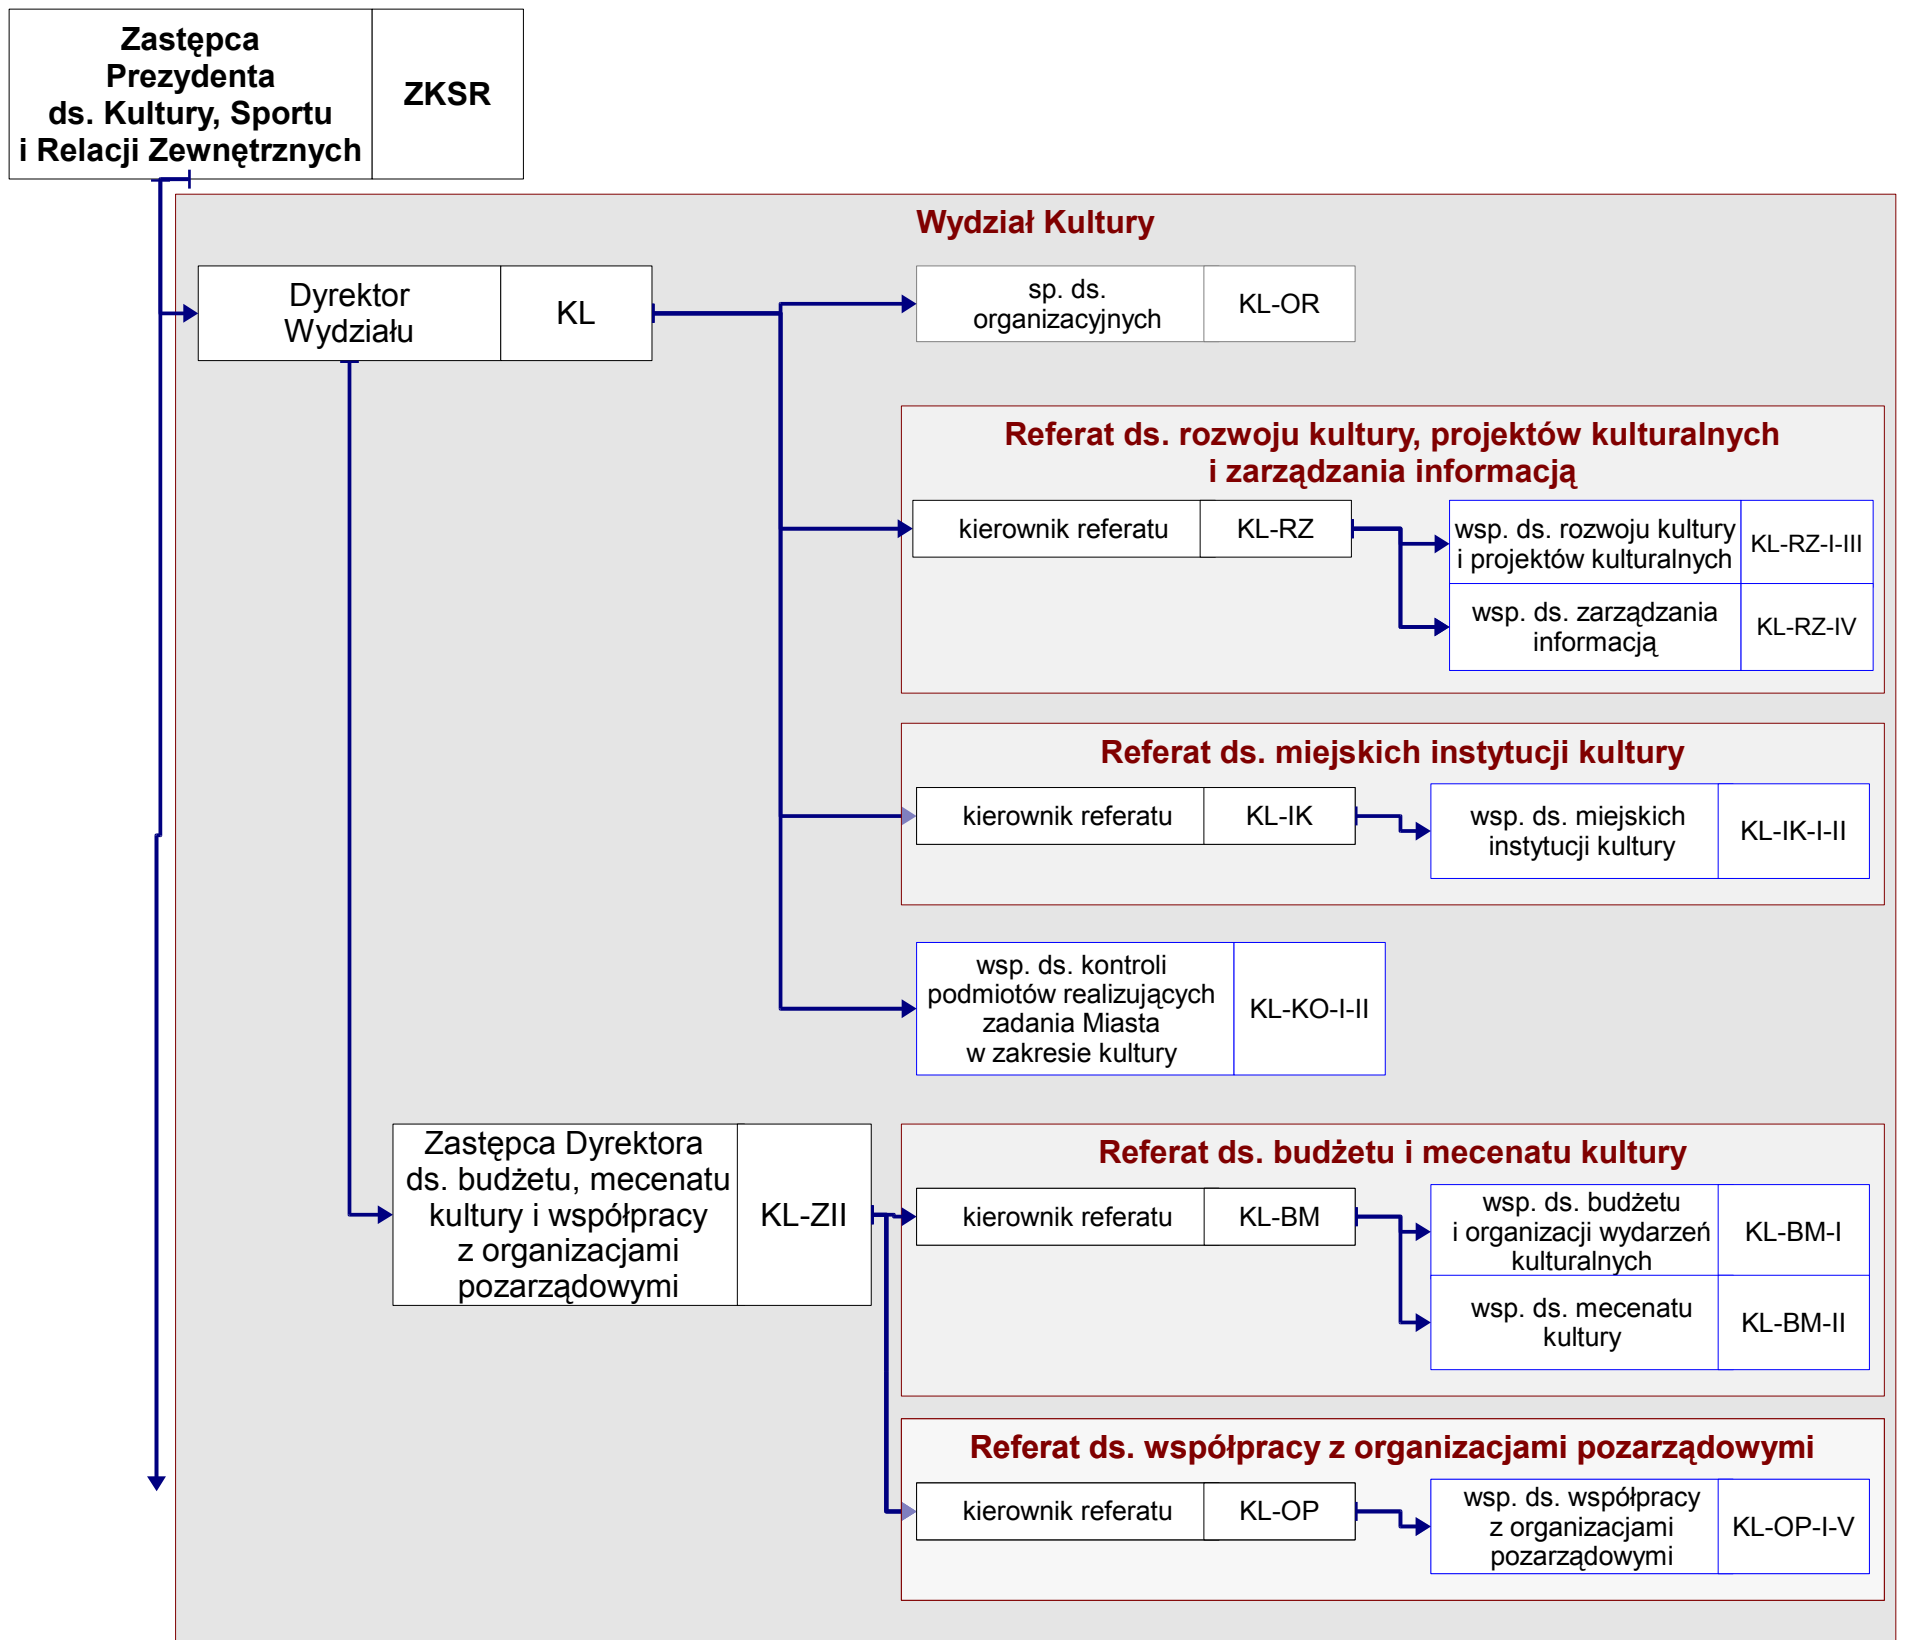 Zastępca
Prezydenta
ds. Kultury, Sportu
i Relacji Zewnętrznych
ZKSR
Wydział Kultury
Dyrektor
Wydziału
KL
sp. ds.
organizacyjnych
KL-OR
Referat ds. rozwoju kultury, projektów kulturalnych
i zarządzania informacją
kierownik referatu
KL-RZ
wsp. ds. rozwoju kultury
i projektów kulturalnych
KL-RZ-I-III
wsp. ds. zarządzania
informacją
KL-RZ-IV
Referat ds. miejskich instytucji kultury
kierownik referatu
KL-IK
wsp. ds. miejskich
instytucji kultury
KL-IK-I-II
wsp. ds. kontroli
podmiotów realizujących
zadania Miasta
w zakresie kultury
KL-KO-I-II
Zastępca Dyrektora
ds. budżetu, mecenatu
kultury i współpracy
z organizacjami
pozarządowymi
KL-ZII
Referat ds. budżetu i mecenatu kultury
kierownik referatu
KL-BM
wsp. ds. budżetu
i organizacji wydarzeń
kulturalnych
KL-BM-I
wsp. ds. mecenatu
kultury
KL-BM-II
Referat ds. współpracy z organizacjami pozarządowymi
kierownik referatu
KL-OP
wsp. ds. współpracy
z organizacjami
pozarządowymi
KL-OP-I-V